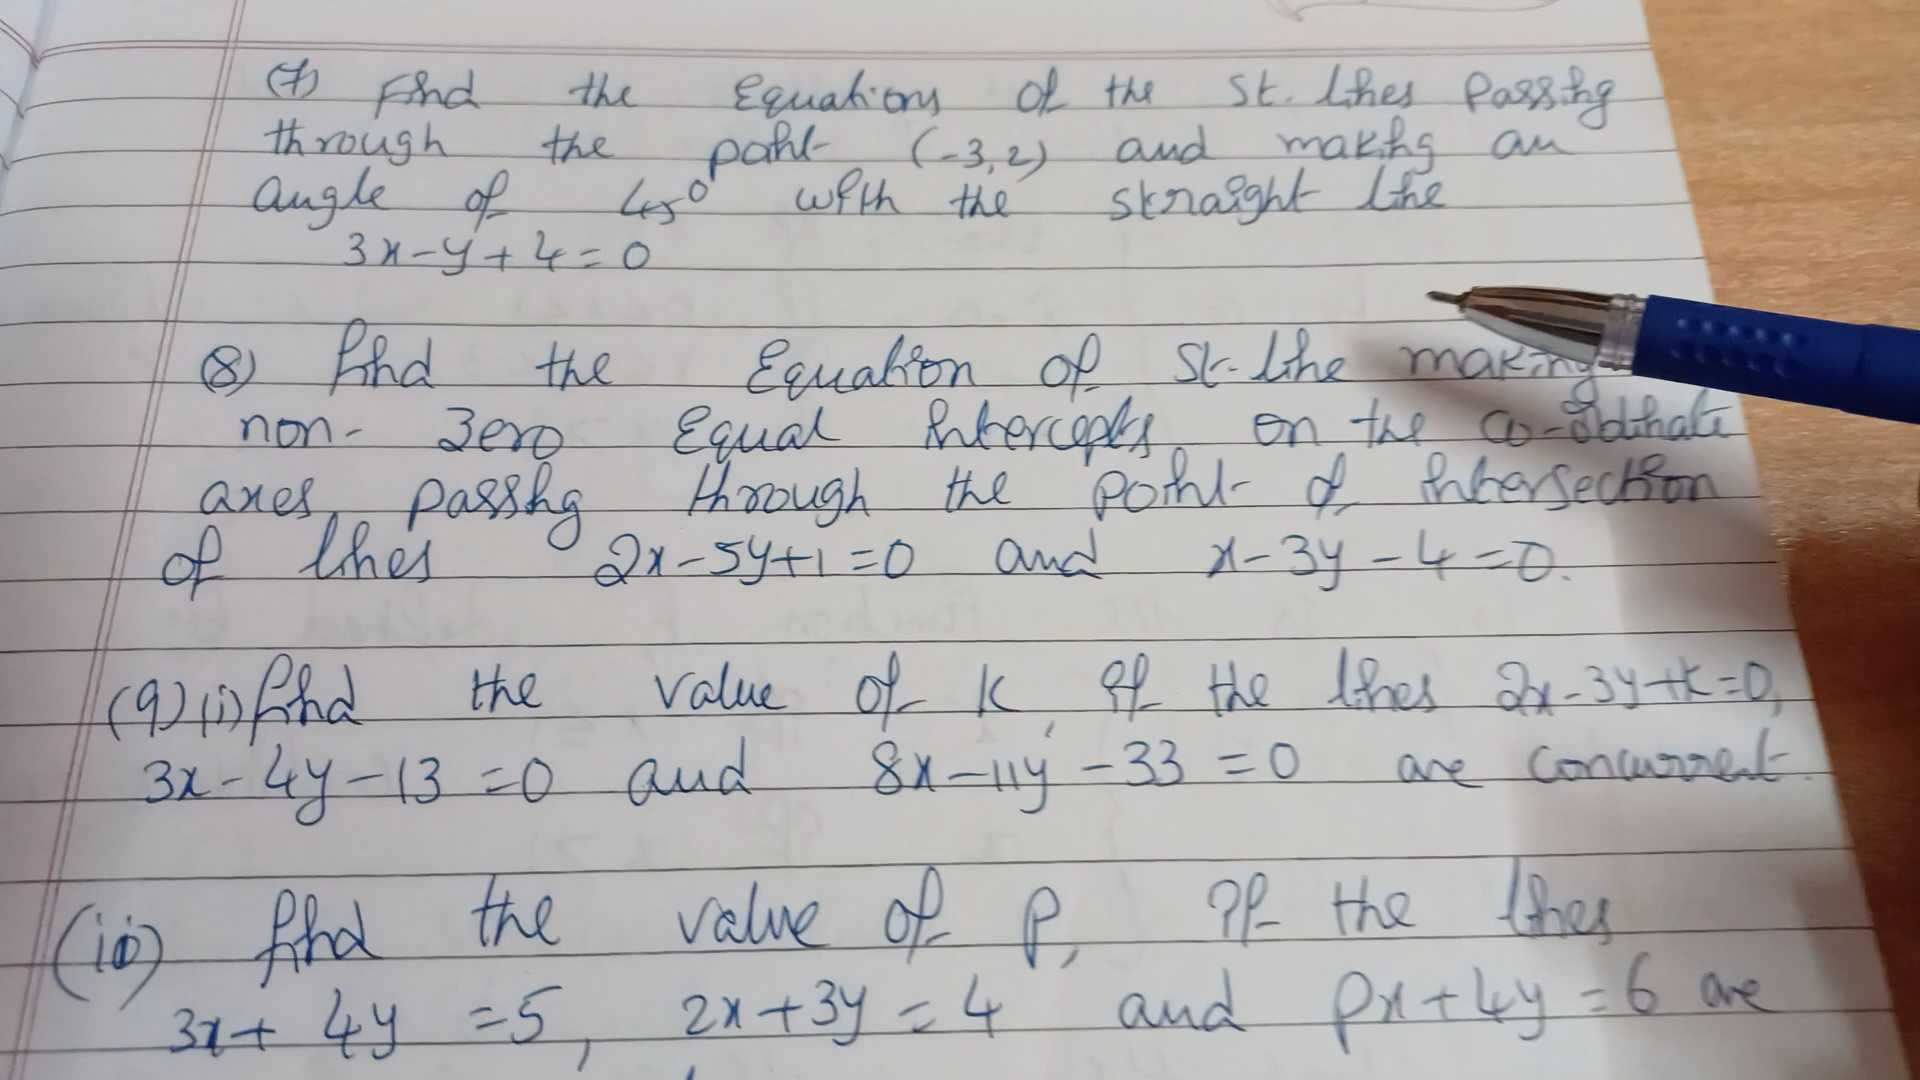 (7) Find the Equations of the St. lines Passing
through the point (-3,2) and making an
angle of 45⁰ with the straight line
3x-y+4=0
(8) find the Equation of St. line making
non-zero Equal intercepts on the co-ordinate
axes, passing through the point of intersection
of lines 2x-5y+1=0 and x-3y-4=0.
(9)(i) find the value of K, if the lines 2x-3y+k=0,
3x-4y-13=0 and 8x-11y-33=0 are concurrent.
(ii) find the value of P, if the lines
3x+4y=5, 2x+3y=4 and px+4y=6 are